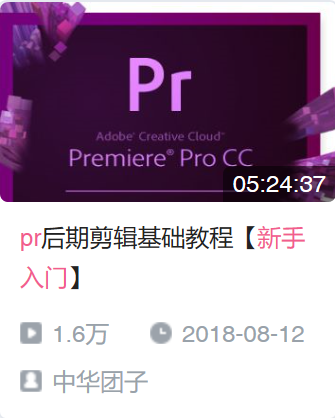 Pr
Adobe® Creative Cloud™
Premiere® Pro CC
05:24:37
pr后期剪辑基础教程【新手
入门】
1.6万 2018-08-12
中华团子